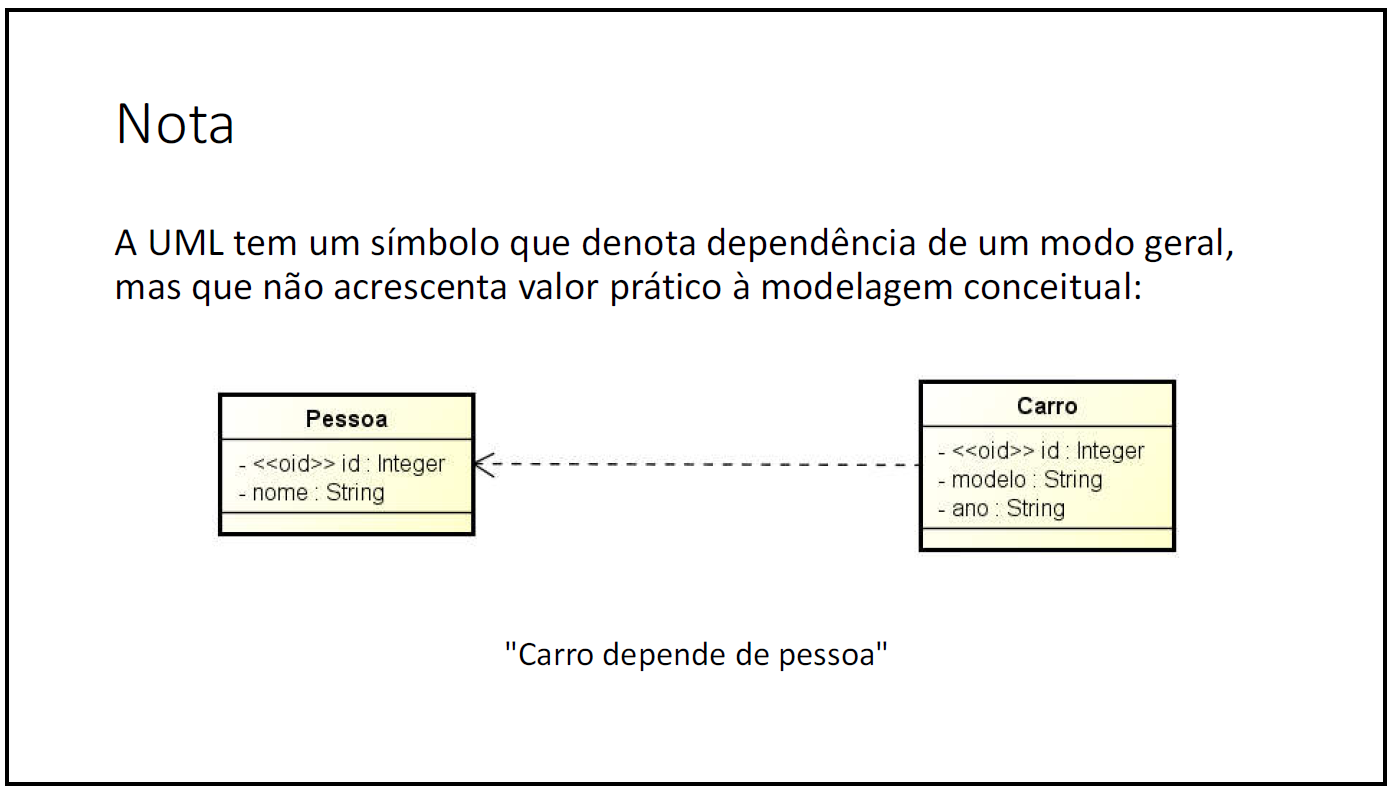 Nota
A UML tem um símbolo que denota dependência de um modo geral,
mas que não acrescenta valor prático à modelagem conceitual:
Pessoa
- <<oid>> id : Integer
- nome : String
Carro
- <<oid>> id : Integer
- modelo : String
- ano : String
"Carro depende de pessoa"